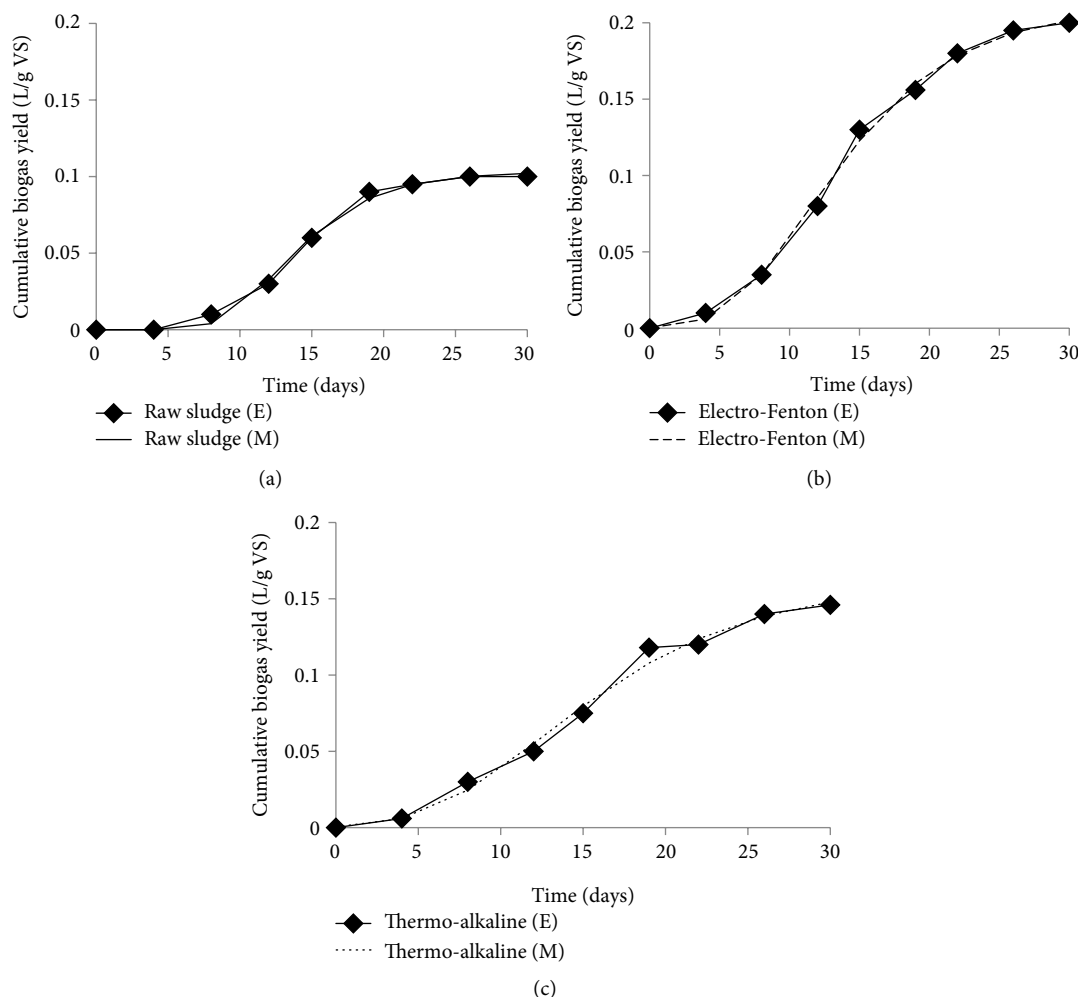 Cumulative biogas yield (L/g VS)
0.2
0.15
0.1
0.05
0
0 5 10 15 20 25 30
Time (days)
Raw sludge (E)
Raw sludge (M)
(a)
Cumulative biogas yield (L/g VS)
0.2
0.15
0.1
0.05
0
0 5 10 15 20 25 30
Time (days)
Electro-Fenton (E)
Electro-Fenton (M)
(b)
Cumulative biogas yield (L/g VS)
0.2
0.15
0.1
0.05
0
0 5 10 15 20 25 30
Time (days)
Thermo-alkaline (E)
Thermo-alkaline (M)
(c)